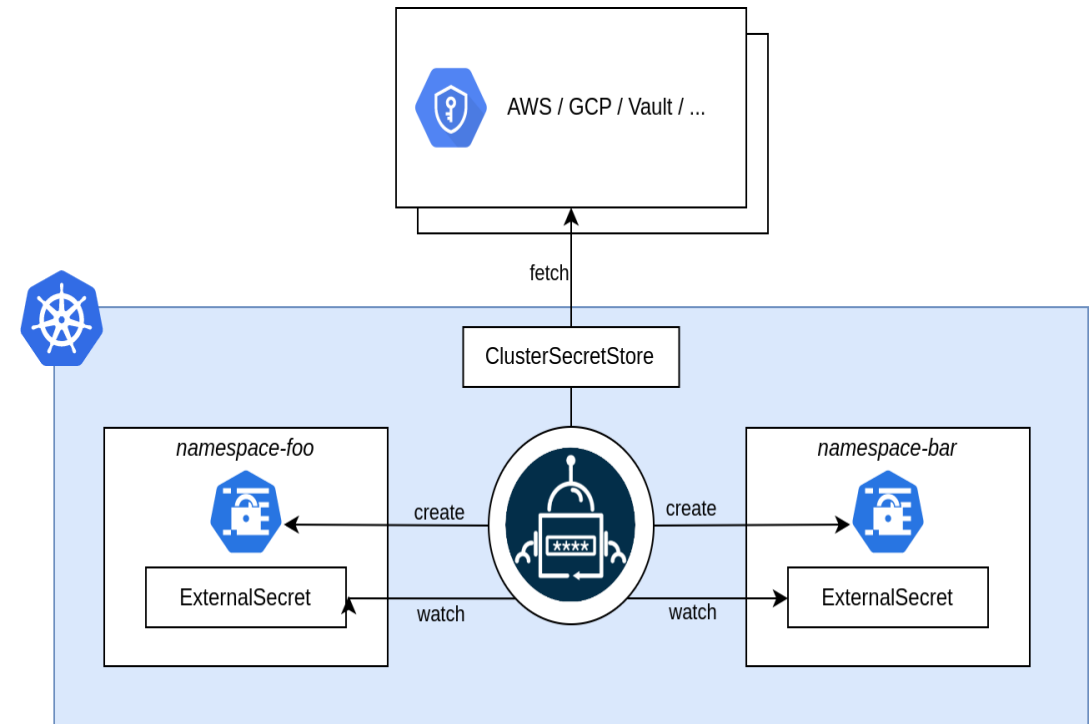 AWS / GCP / Vault / ...
fetch
ClusterSecretStore
namespace-foo
namespace-bar
create
create
****
ExternalSecret
ExternalSecret
watch
watch